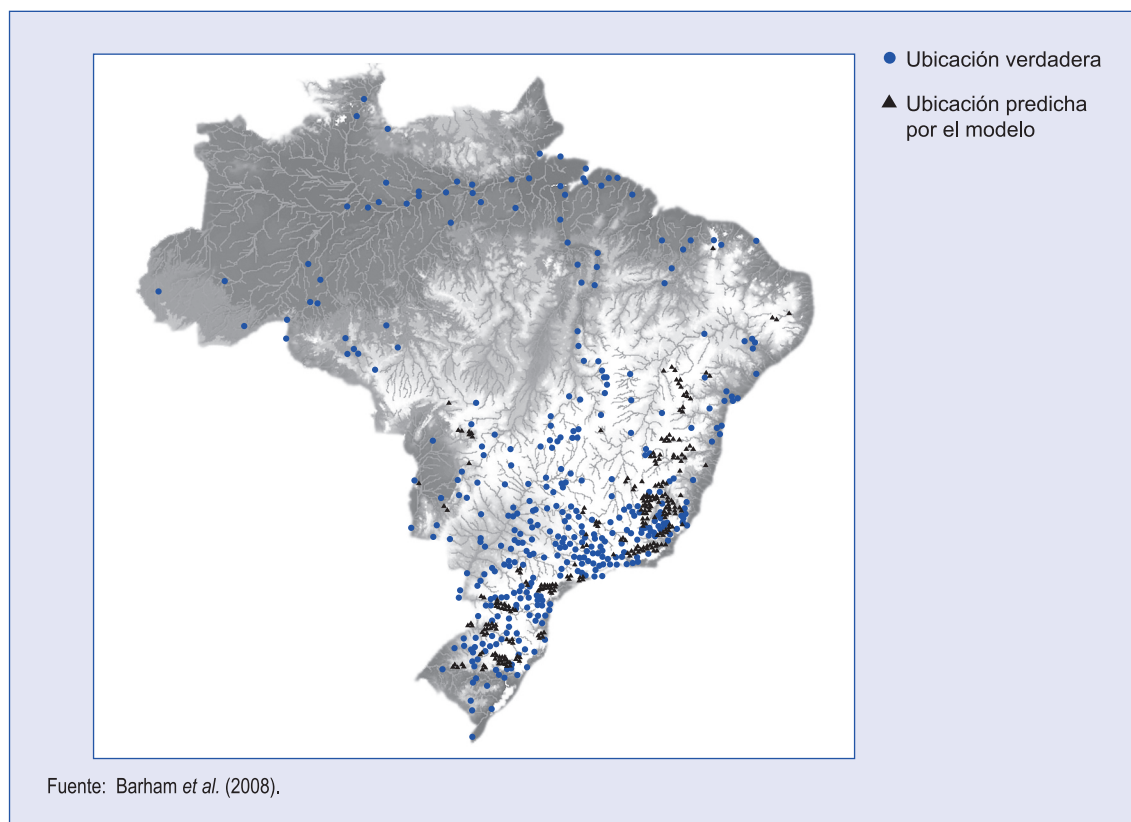 Ubicación verdadera
Ubicación predicha
por el modelo
Fuente: Barham et al. (2008).